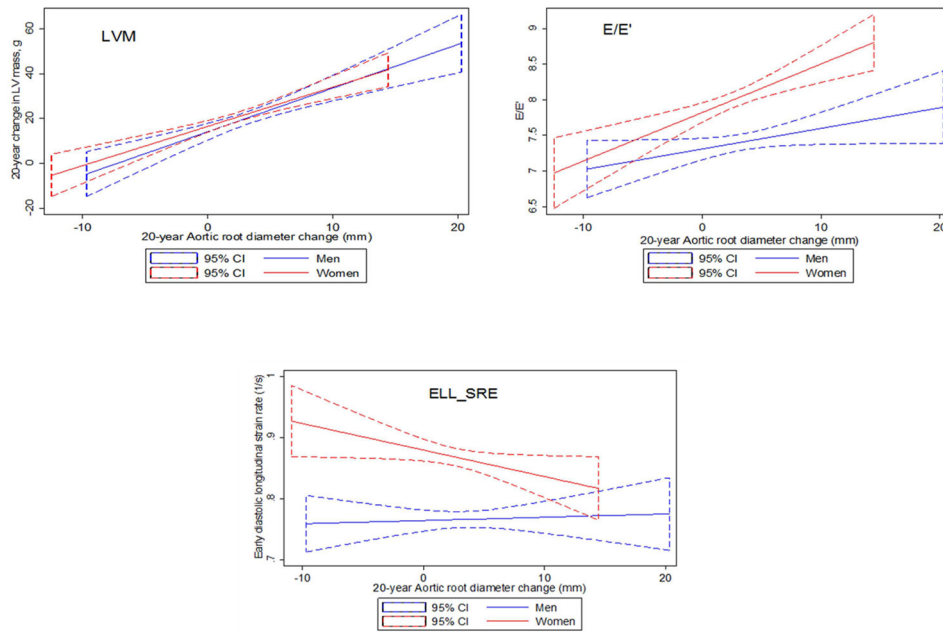 LVM
20-year change in LV mass, g
-20 0 20 40 60 80
-10 0 10 20
20-year Aortic root diameter change (mm)
95% CI Men
95% CI Women
E/E'
E/E'
6.5 7 7.5 8 8.5 9
-10 0 10 20
20-year Aortic root diameter change (mm)
95% CI Men
95% CI Women
ELL_SRE
Early diastolic longitudinal strain rate (1/s)
.7 .8 .9 1
-10 0 10 20
20-year Aortic root diameter change (mm)
95% CI Men
95% CI Women